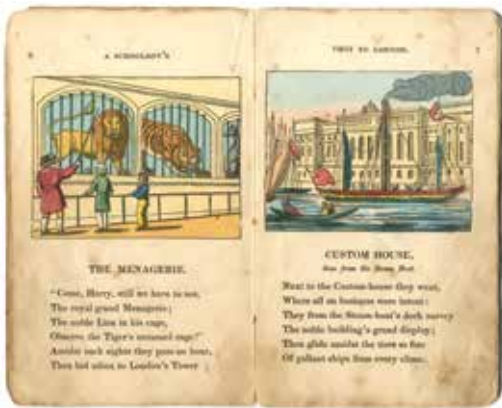 6
A SCHOOLBOY'S
THE MENAGERIE.
"Come, Harry, still we have to see,
The royal grand Menagerie;
The noble Lion in his cage,
Observe the Tiger's untamed rage!"
Amidst such sights they pass an hour,
Then bid adieu to London's Tower;
VISIT TO LONDON.
7
CUSTOM HOUSE,
Seen from the Steam Boat.
Next to the Custom-house they went,
Where all on business were intent:
They from the Steam-boat's deck survey
The noble building's grand display;
Then glide amidst the tiers so fine
Of gallant ships from every clime.